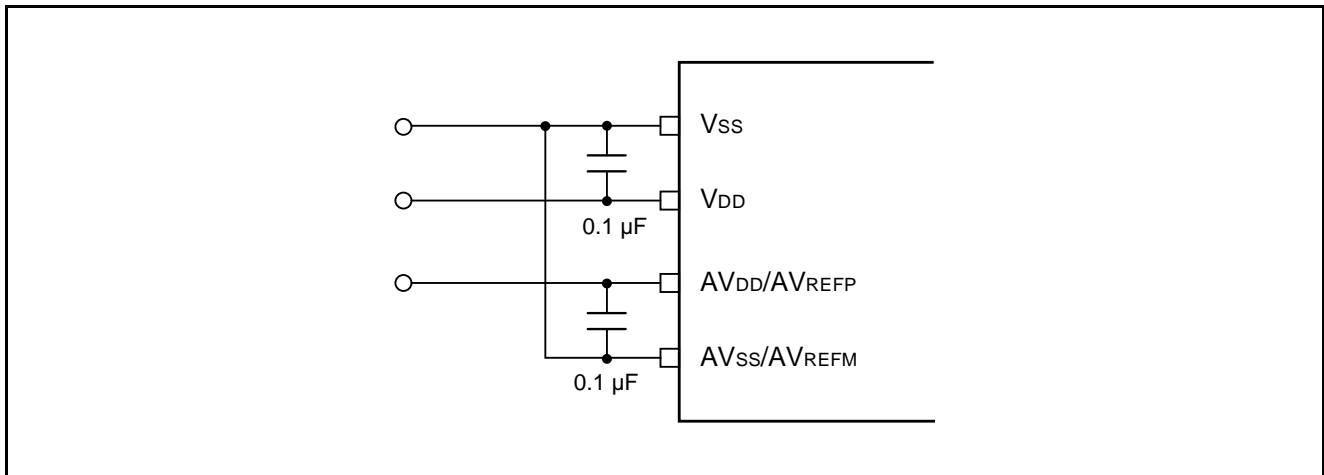 VSS
VDD
0.1 µF
AVDD/AVREFP
AVSS/AVREFM
0.1 µF